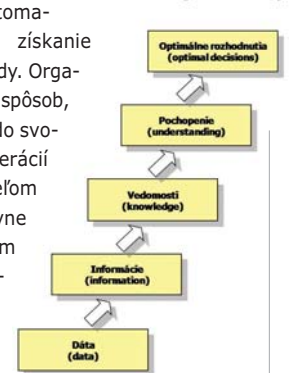 toma-
získanie
dy. Orga-
spôsob,
do svo-
erácií
eľom
vne
m
-
Optimálne rozhodnutia
(optimal decisions)
Pochopenie
(understanding)
Vedomosti
(knowledge)
Informácie
(information)
Dáta
(data)